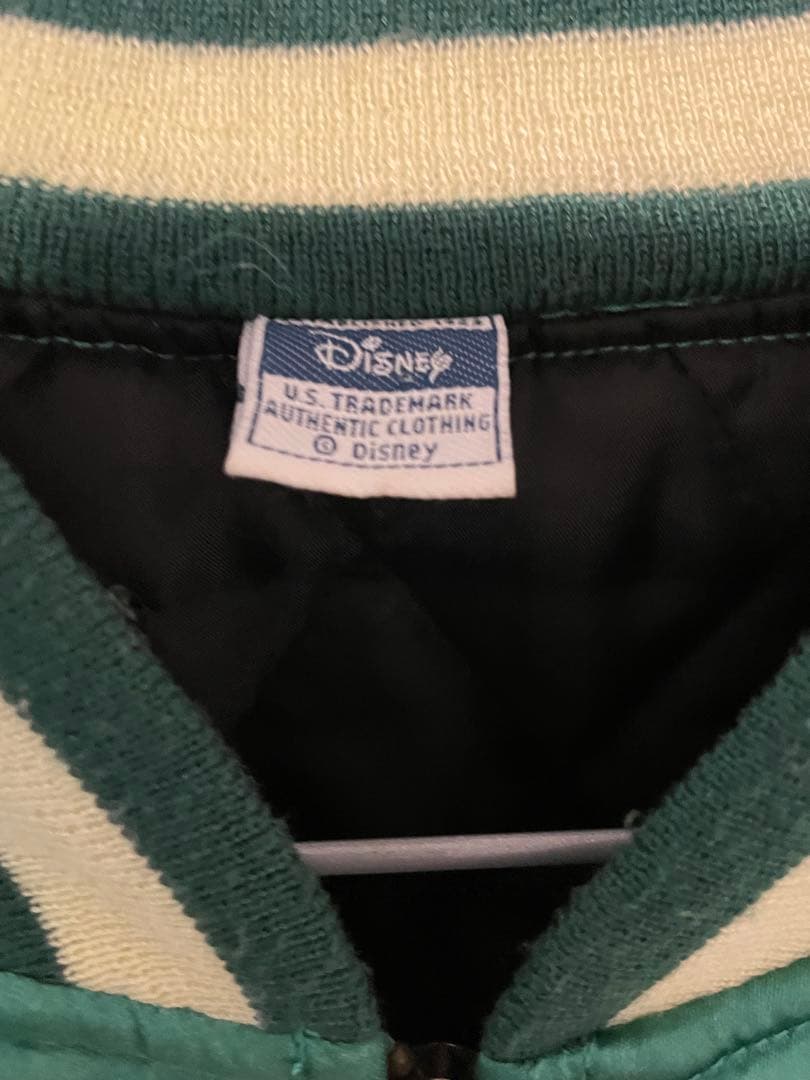 Disney
U.S. TRADEMARK
AUTHENTIC CLOTHING
© Disney